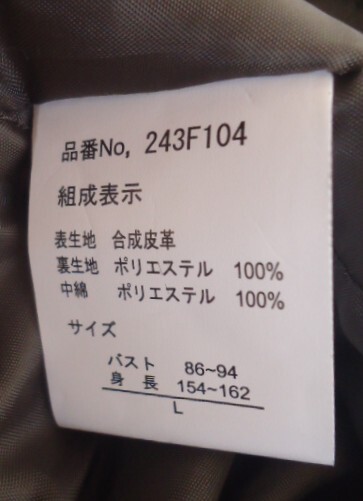 品番No, 243F104
組成表示
表生地 合成皮革
裏生地 ポリエステル 100%
中綿 ポリエステル 100%
サイズ
バスト 86~94
身長 154~162
L